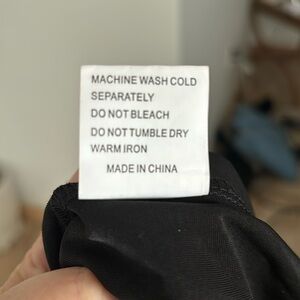 MACHINE WASH COLD
SEPARATELY
DO NOT BLEACH
DO NOT TUMBLE DRY
WARM IRON
MADE IN CHINA